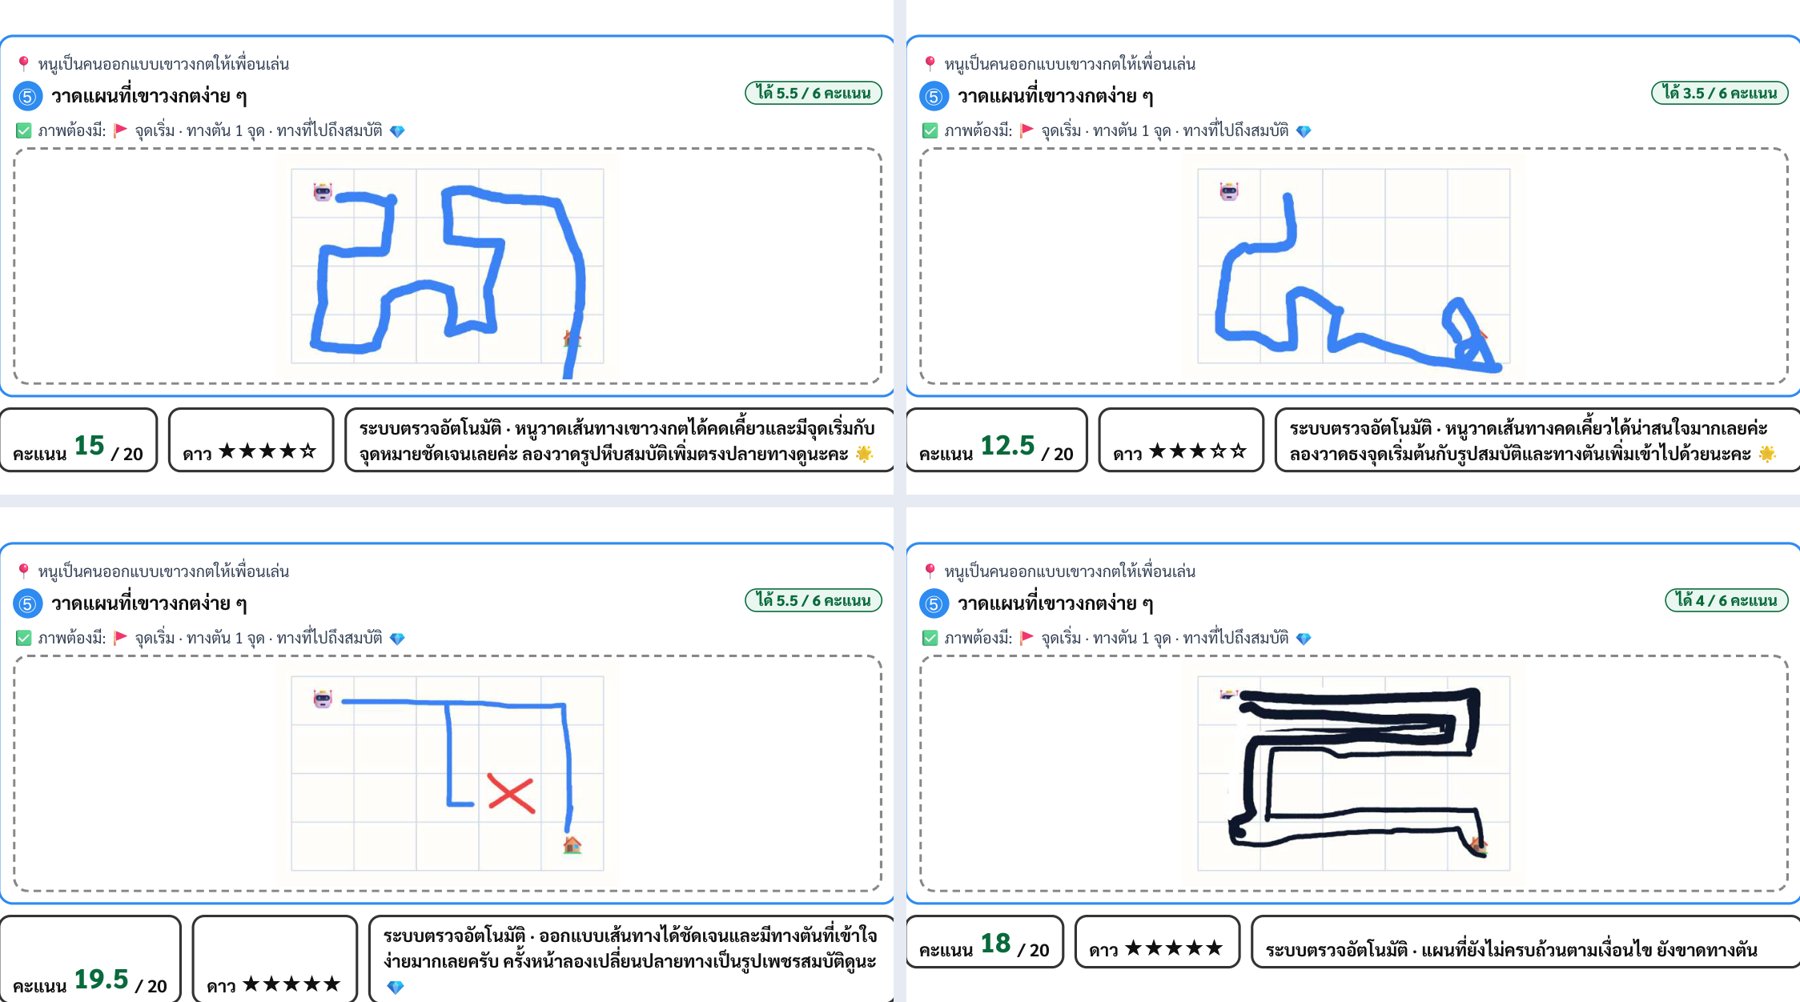 หนูเป็นคนออกแบบเขาวงกตให้เพื่อนเล่น
⑤ วาดแผนที่เขาวงกตง่าย ๆ
ได้ 5.5 / 6 คะแนน
ภาพต้องมี: 🚩 จุดเริ่ม · ทางตัน 1 จุด · ทางที่ไปถึงสมบัติ 💎
คะแนน 15 / 20
ดาว ★★★★☆
ระบบตรวจอัตโนมัติ · หนูวาดเส้นทางเขาวงกตได้คดเคี้ยวและมีจุดเริ่มกับ
จุดหมายชัดเจนเลยค่ะ ลองวาดรูปหีบสมบัติเพิ่มตรงปลายทางดูนะคะ 🌟
หนูเป็นคนออกแบบเขาวงกตให้เพื่อนเล่น
⑤ วาดแผนที่เขาวงกตง่าย ๆ
ได้ 3.5 / 6 คะแนน
ภาพต้องมี: 🚩 จุดเริ่ม · ทางตัน 1 จุด · ทางที่ไปถึงสมบัติ 💎
คะแนน 12.5 / 20
ดาว ★★★☆☆
ระบบตรวจอัตโนมัติ · หนูวาดเส้นทางคดเคี้ยวได้น่าสนใจมากเลยค่ะ
ลองวาดธงจุดเริ่มต้นกับรูปสมบัติและทางตันเพิ่มเข้าไปด้วยนะคะ 🌟
หนูเป็นคนออกแบบเขาวงกตให้เพื่อนเล่น
⑤ วาดแผนที่เขาวงกตง่าย ๆ
ได้ 5.5 / 6 คะแนน
ภาพต้องมี: 🚩 จุดเริ่ม · ทางตัน 1 จุด · ทางที่ไปถึงสมบัติ 💎
คะแนน 19.5 / 20
ดาว ★★★★★
ระบบตรวจอัตโนมัติ · ออกแบบเส้นทางได้ชัดเจนและมีทางตันที่เข้าใจ
ง่ายมากเลยครับ ครั้งหน้าลองเปลี่ยนปลายทางเป็นรูปเพชรสมบัติดูนะ
💎
หนูเป็นคนออกแบบเขาวงกตให้เพื่อนเล่น
⑤ วาดแผนที่เขาวงกตง่าย ๆ
ได้ 4 / 6 คะแนน
ภาพต้องมี: 🚩 จุดเริ่ม · ทางตัน 1 จุด · ทางที่ไปถึงสมบัติ 💎
คะแนน 18 / 20
ดาว ★★★★★
ระบบตรวจอัตโนมัติ · แผนที่ยังไม่ครบถ้วนตามเงื่อนไข ยังขาดทางตัน